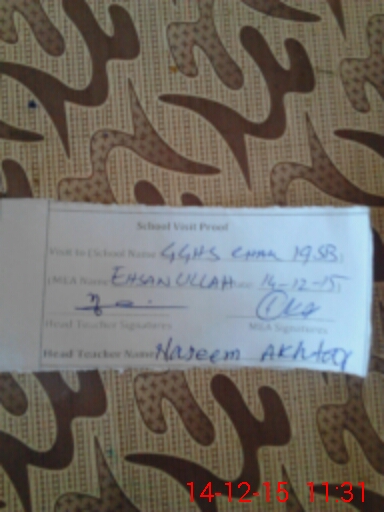 School Visit Proof
Visit to (School Name GGHS CHAK 19.SB)
(MEA Name EHSAN ULLAH 14-12-15)
Head Teacher Signatures MEA Signatures
Head Teacher Name Naseem Akhtar
14-12-15 11:31